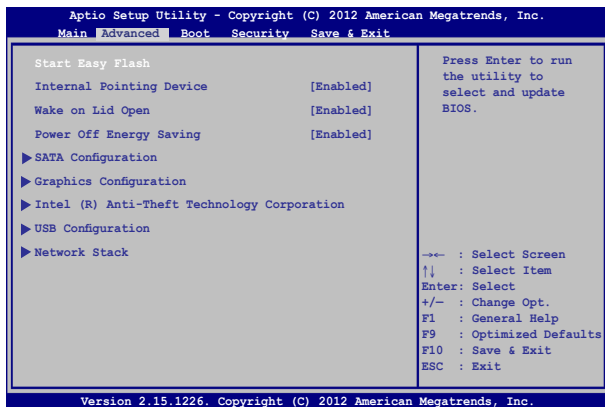 Aptio Setup Utility - Copyright (C) 2012 American Megatrends, Inc.
Main Advanced Boot Security Save & Exit
Start Easy Flash
Internal Pointing Device [Enabled]
Wake on Lid Open [Enabled]
Power Off Energy Saving [Enabled]
SATA Configuration
Graphics Configuration
Intel (R) Anti-Theft Technology Corporation
USB Configuration
Network Stack
Press Enter to run
the utility to
select and update
BIOS.
→← : Select Screen
↑↓ : Select Item
Enter: Select
+/— : Change Opt.
F1 : General Help
F9 : Optimized Defaults
F10 : Save & Exit
ESC : Exit
Version 2.15.1226. Copyright (C) 2012 American Megatrends, Inc.